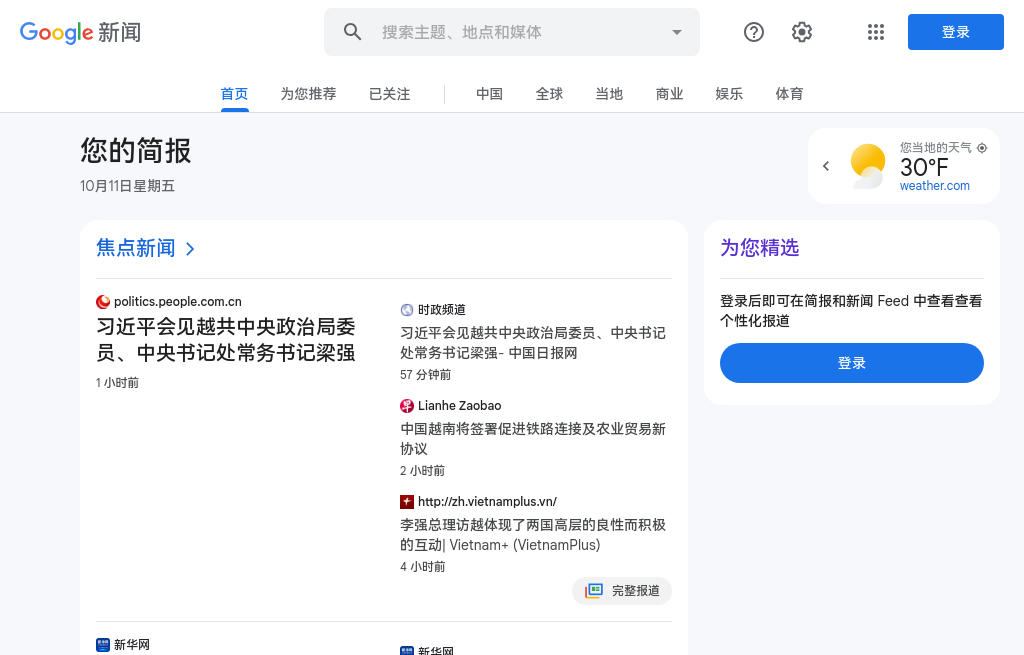 Google 新闻
搜索主题、地点和媒体
登录
首页
为您推荐
已关注
中国
全球
当地
商业
娱乐
体育
您的简报
10月11日星期五
您当地的天气
30°F
weather.com
焦点新闻
politics.people.com.cn
习近平会见越共中央政治局委
员、中央书记处常务书记梁强
1 小时前
时政频道
习近平会见越共中央政治局委员、中央书记
处常务书记梁强- 中国日报网
57 分钟前
Lianhe Zaobao
中国越南将签署促进铁路连接及农业贸易新
协议
2 小时前
http://zh.vietnamplus.vn/
李强总理访越体现了两国高层的良性而积极
的互动| Vietnam+ (VietnamPlus)
4 小时前
完整报道
新华网
新华网
为您精选
登录后即可在简报和新闻 Feed 中查看查看
个性化报道
登录